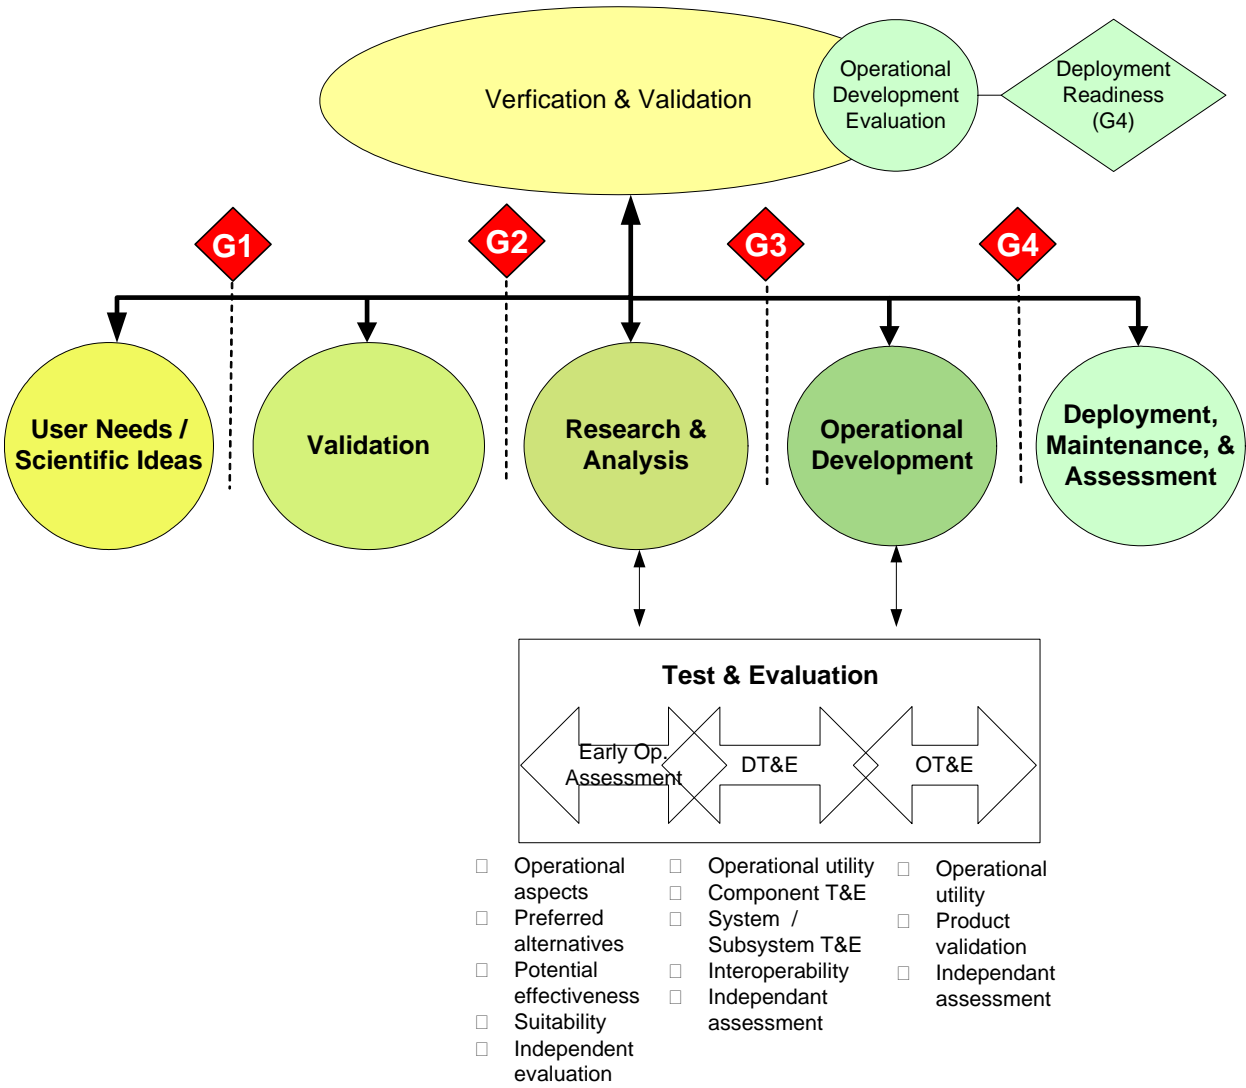 Verfication & Validation
Operational
Development
Evaluation
Deployment
Readiness
(G4)
G1
G2
G3
G4
User Needs /
Scientific Ideas
Validation
Research &
Analysis
Operational
Development
Deployment,
Maintenance, &
Assessment
Test & Evaluation
Early Op.
Assessment
DT&E
OT&E
Operational
aspects
Preferred
alternatives
Potential
effectiveness
Suitability
Independent
evaluation
Operational utility
Component T&E
System /
Subsystem T&E
Interoperability
Independant
assessment
Operational
utility
Product
validation
Independant
assessment